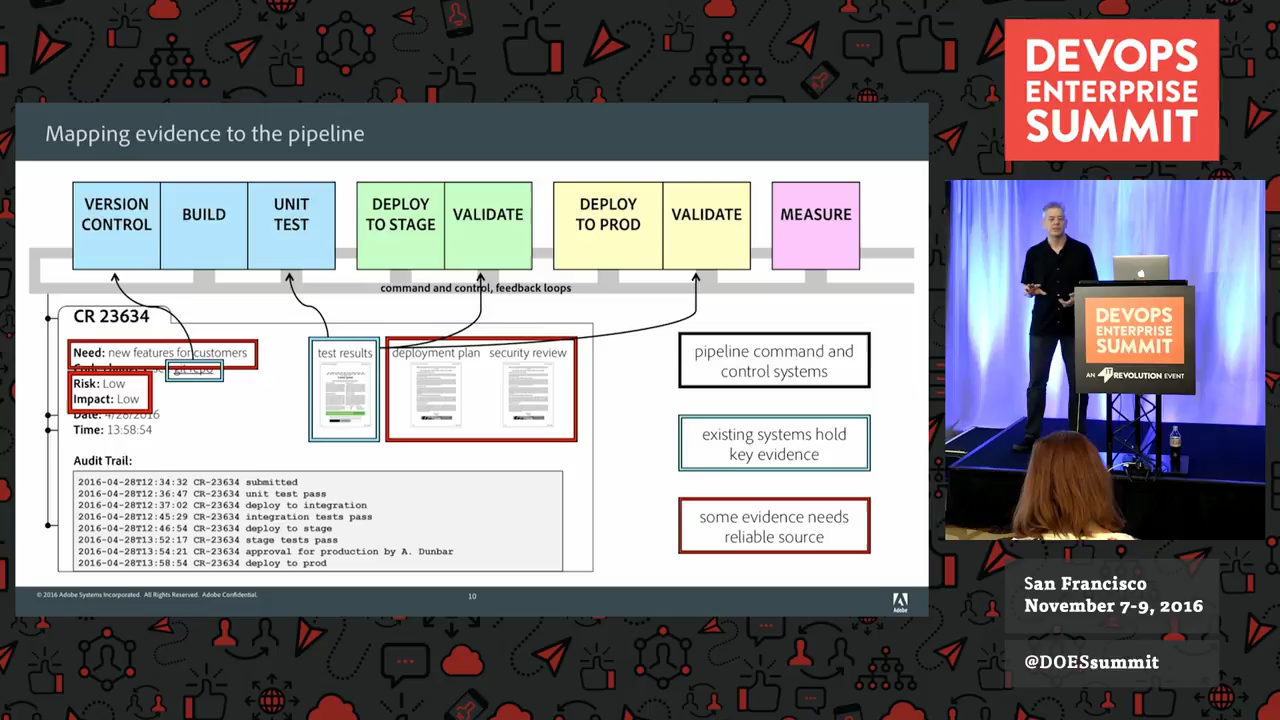 DEVOPS
ENTERPRISE
SUMMIT
Mapping evidence to the pipeline
VERSION
CONTROL
BUILD
UNIT
TEST
DEPLOY
TO STAGE
VALIDATE
DEPLOY
TO PROD
VALIDATE
MEASURE
command and control, feedback loops
CR 23634
Need: new features for customers
Risk: Low
Impact: Low
Date: 4/28/2016
Time: 13:58:54
test results
deployment plan
security review
Audit Trail:
2016-04-28T12:34:32 CR-23634 submitted
2016-04-28T12:36:47 CR-23634 unit test pass
2016-04-28T12:37:02 CR-23634 deploy to integration
2016-04-28T12:45:29 CR-23634 integration tests pass
2016-04-28T12:46:54 CR-23634 deploy to stage
2016-04-28T13:52:17 CR-23634 stage tests pass
2016-04-28T13:54:21 CR-23634 approval for production by A. Dunbar
2016-04-28T13:58:54 CR-23634 deploy to prod
pipeline command and
control systems
existing systems hold
key evidence
some evidence needs
reliable source
© 2016 Adobe Systems Incorporated. All Rights Reserved. Adobe Confidential.
10
Adobe
DEVOPS
ENTERPRISE
SUMMIT
AN IT REVOLUTION EVENT
San Francisco
November 7-9, 2016
@DOESsummit